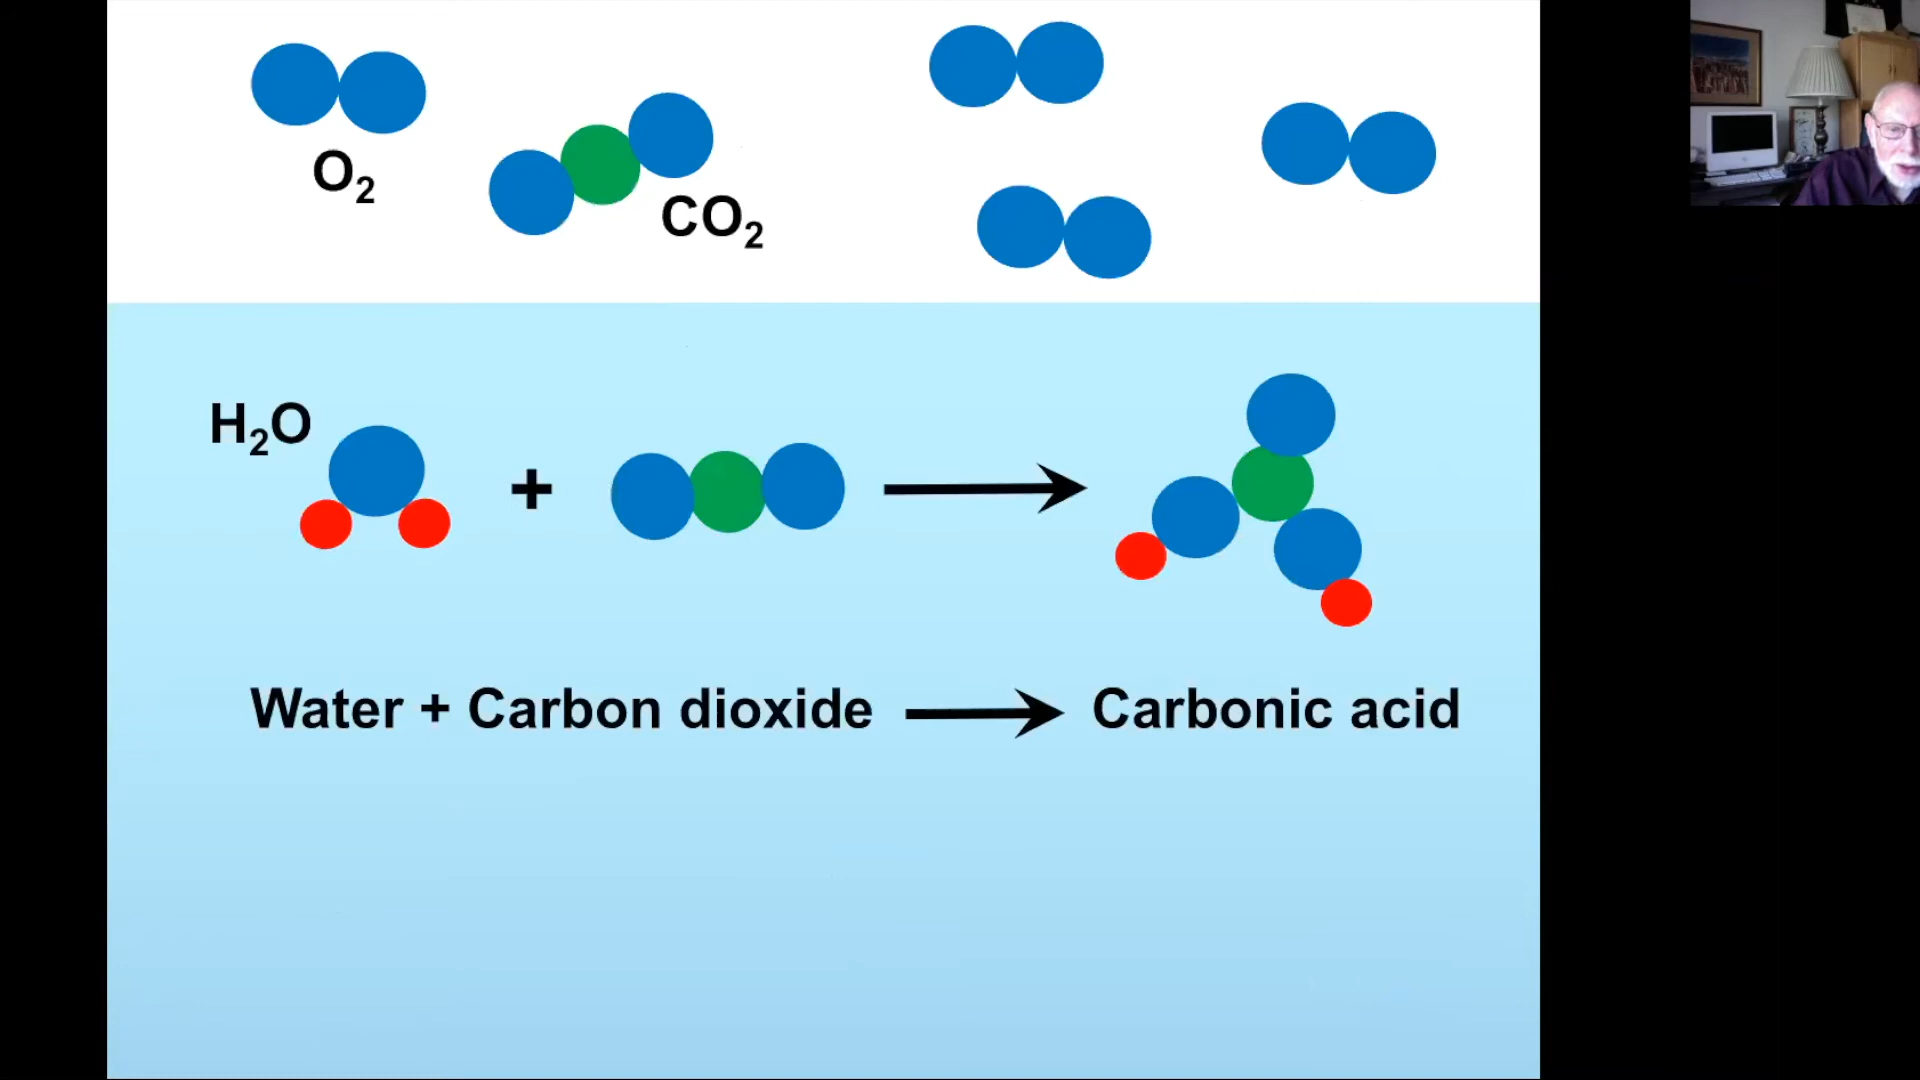 O₂
CO₂
H₂O
+
Water + Carbon dioxide → Carbonic acid